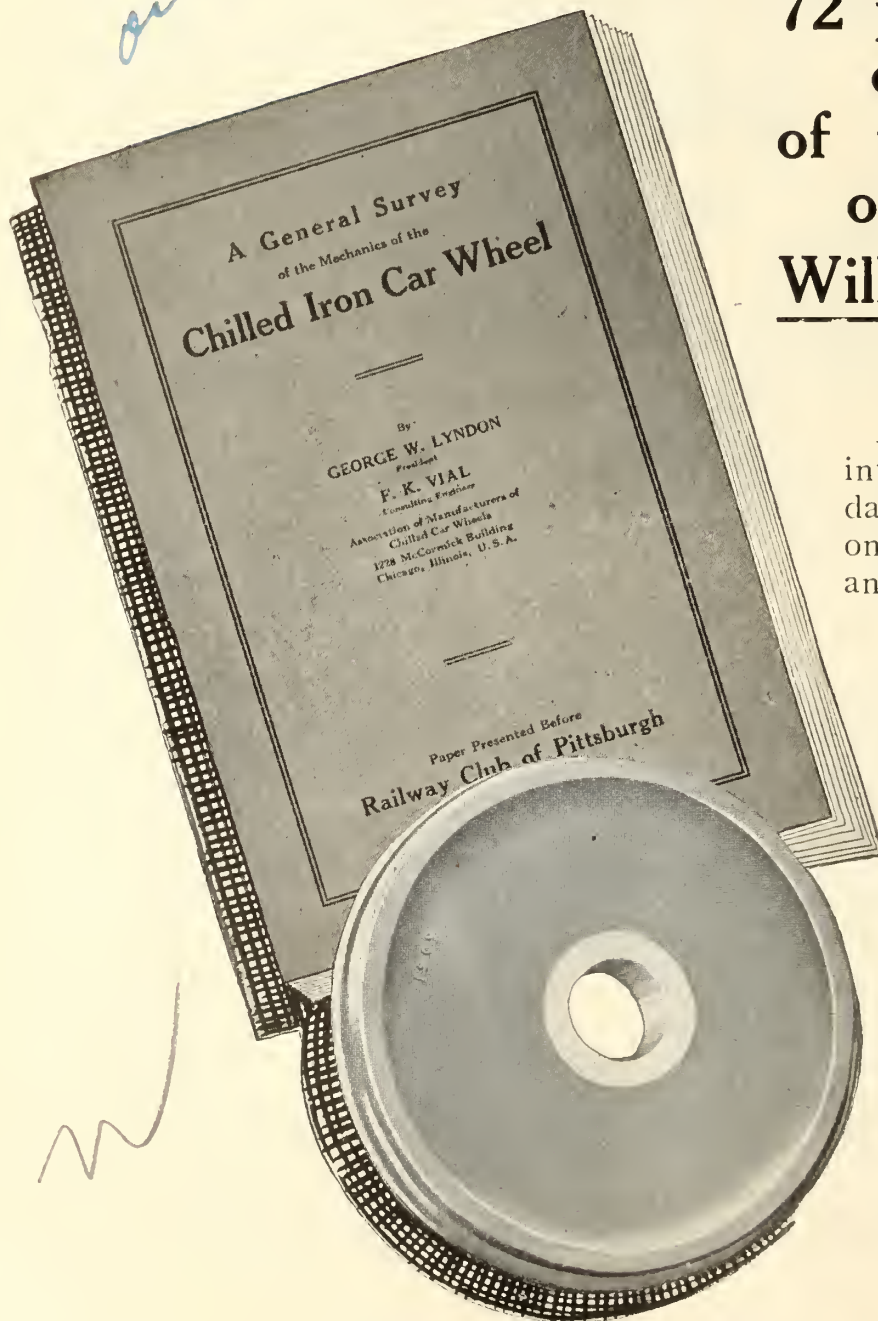 A General Survey
of the Mechanics of the
Chilled Iron Car Wheel
By
GEORGE W. LYNDON
President
F. K. VIAL
Consulting Engineer
Association of Manufacturers of
Chilled Car Wheels
1228 McCormick Building
Chicago, Illinois, U.S.A.
Paper Presented Before
Railway Club of Pittsburgh
72
of
Will
in
da
on
an